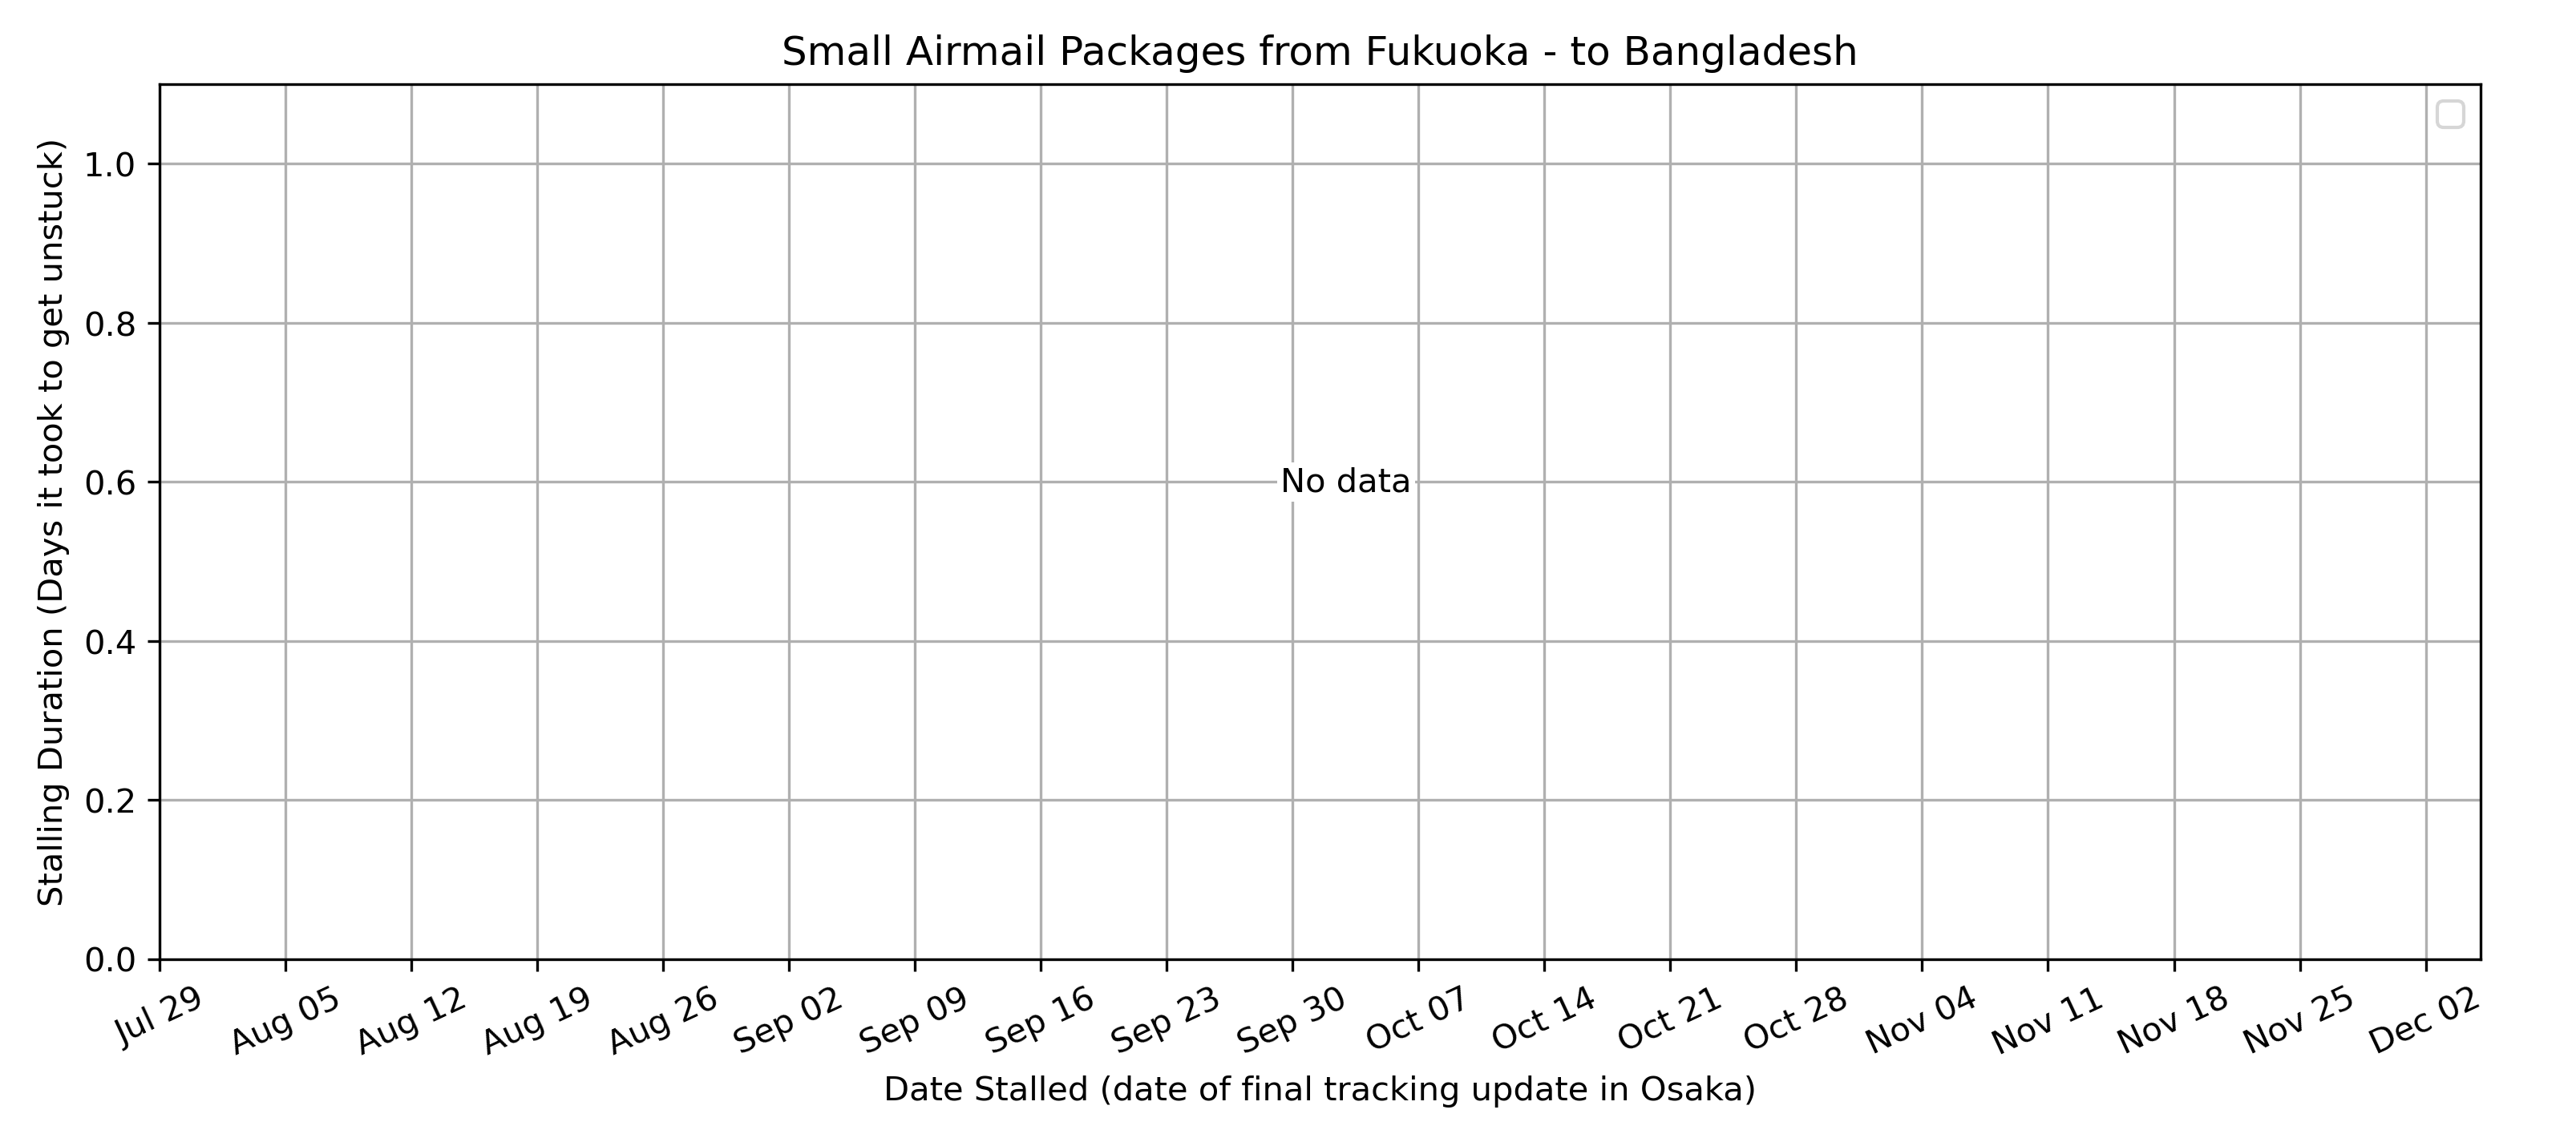 Small Airmail Packages from Fukuoka - to Bangladesh
Stalling Duration (Days it took to get unstuck)
1.0
0.8
0.6
0.4
0.2
0.0
No data
Jul 29 Aug 05 Aug 12 Aug 19 Aug 26 Sep 02 Sep 09 Sep 16 Sep 23 Sep 30 Oct 07 Oct 14 Oct 21 Oct 28 Nov 04 Nov 11 Nov 18 Nov 25 Dec 02
Date Stalled (date of final tracking update in Osaka)